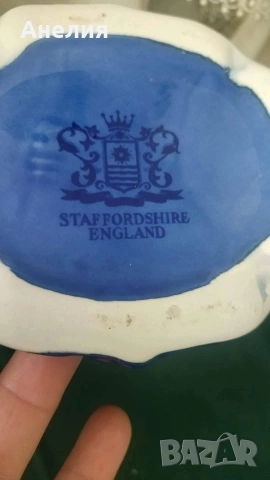 Анелия
STAFFORDSHIRE
ENGLAND
BAZAR